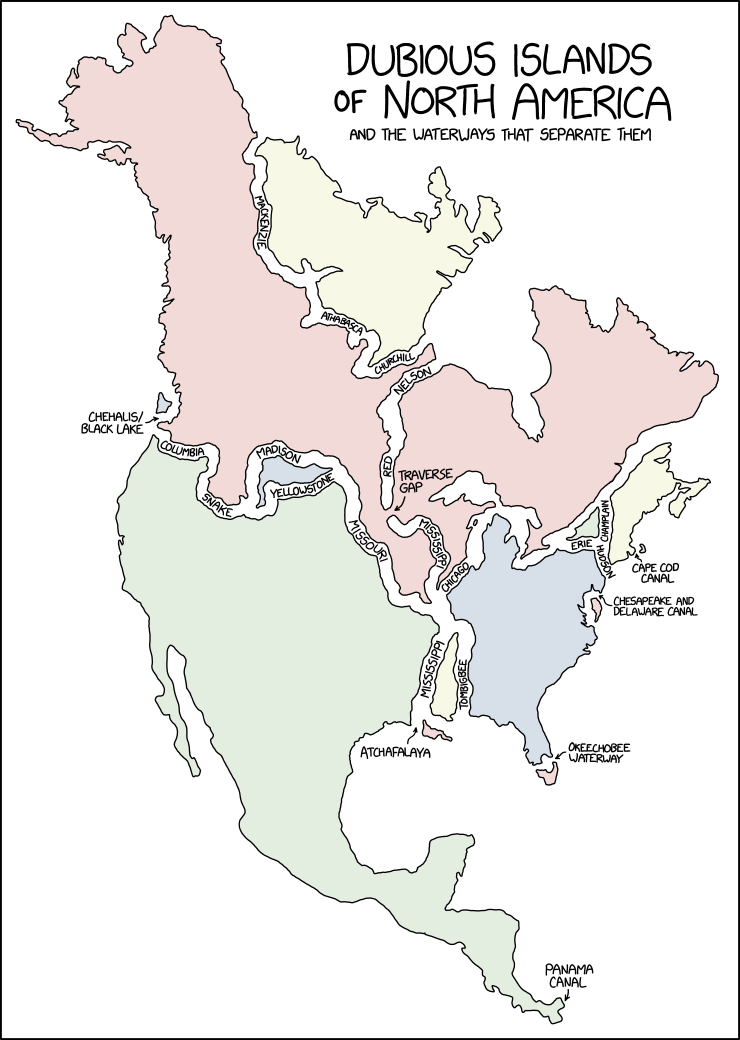 DUBIOUS ISLANDS
OF NORTH AMERICA
AND THE WATERWAYS THAT SEPARATE THEM
MACKENZIE
ATHABASCA
CHURCHILL
NELSON
CHEHALIS/
BLACK LAKE
COLUMBIA
MADISON
RED
TRAVERSE
GAP
SNAKE
YELLOWSTONE
MISSOURI
MISSISSIPPI
CHICAGO
ERIE
CHAMPLAIN
HUDSON
CAPE COD
CANAL
CHESAPEAKE AND
DELAWARE CANAL
MISSISSIPPI
TOMBIGBEE
ATCHAFALAYA
OKEECHOBEE
WATERWAY
PANAMA
CANAL